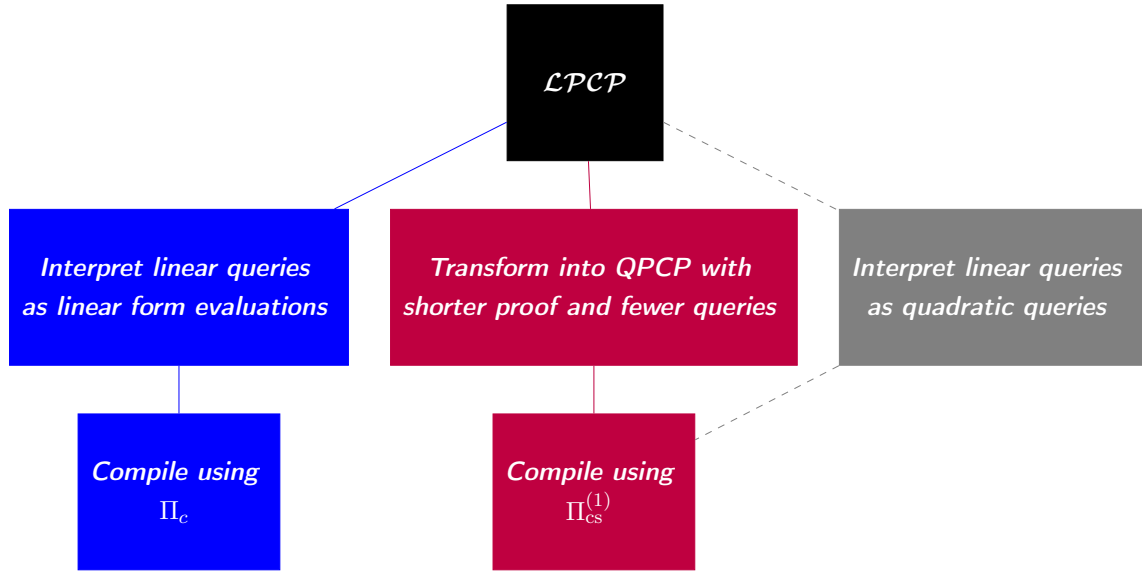 𝓛𝓟𝓒𝓟
Interpret linear queries
as linear form evaluations
Transform into QPCP with
shorter proof and fewer queries
Interpret linear queries
as quadratic queries
Compile using
Π_c
Compile using
Π_cs^(1)